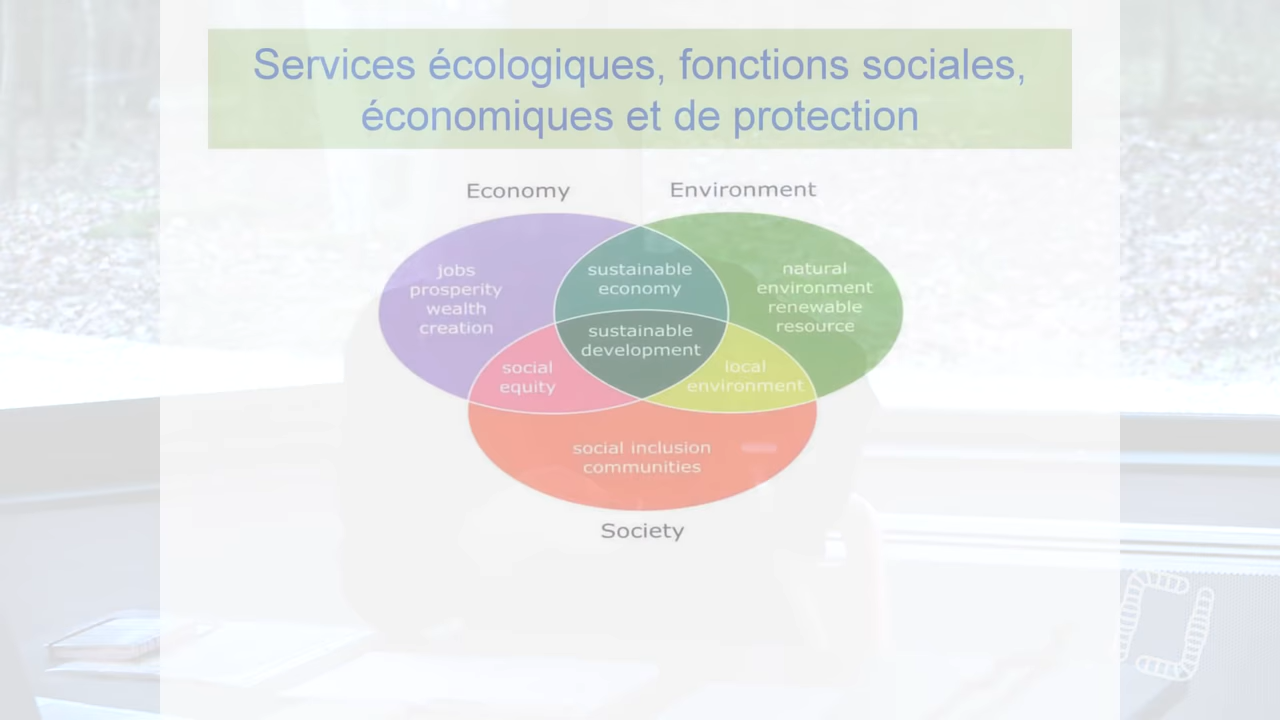 Services écologiques, fonctions sociales,
économiques et de protection
Economy
Environment
jobs
prosperity
wealth
creation
sustainable
economy
natural
environment
renewable
resource
sustainable
development
social
equity
local
environment
social inclusion
communities
Society